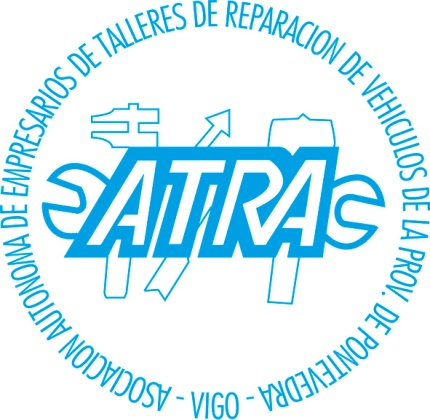 ASOCIACION AUTONOMA DE EMPRESARIOS DE TALLERES DE REPARACION DE VEHICULOS DE LA PROV. DE PONTEVEDRA - VIGO -
ATRA